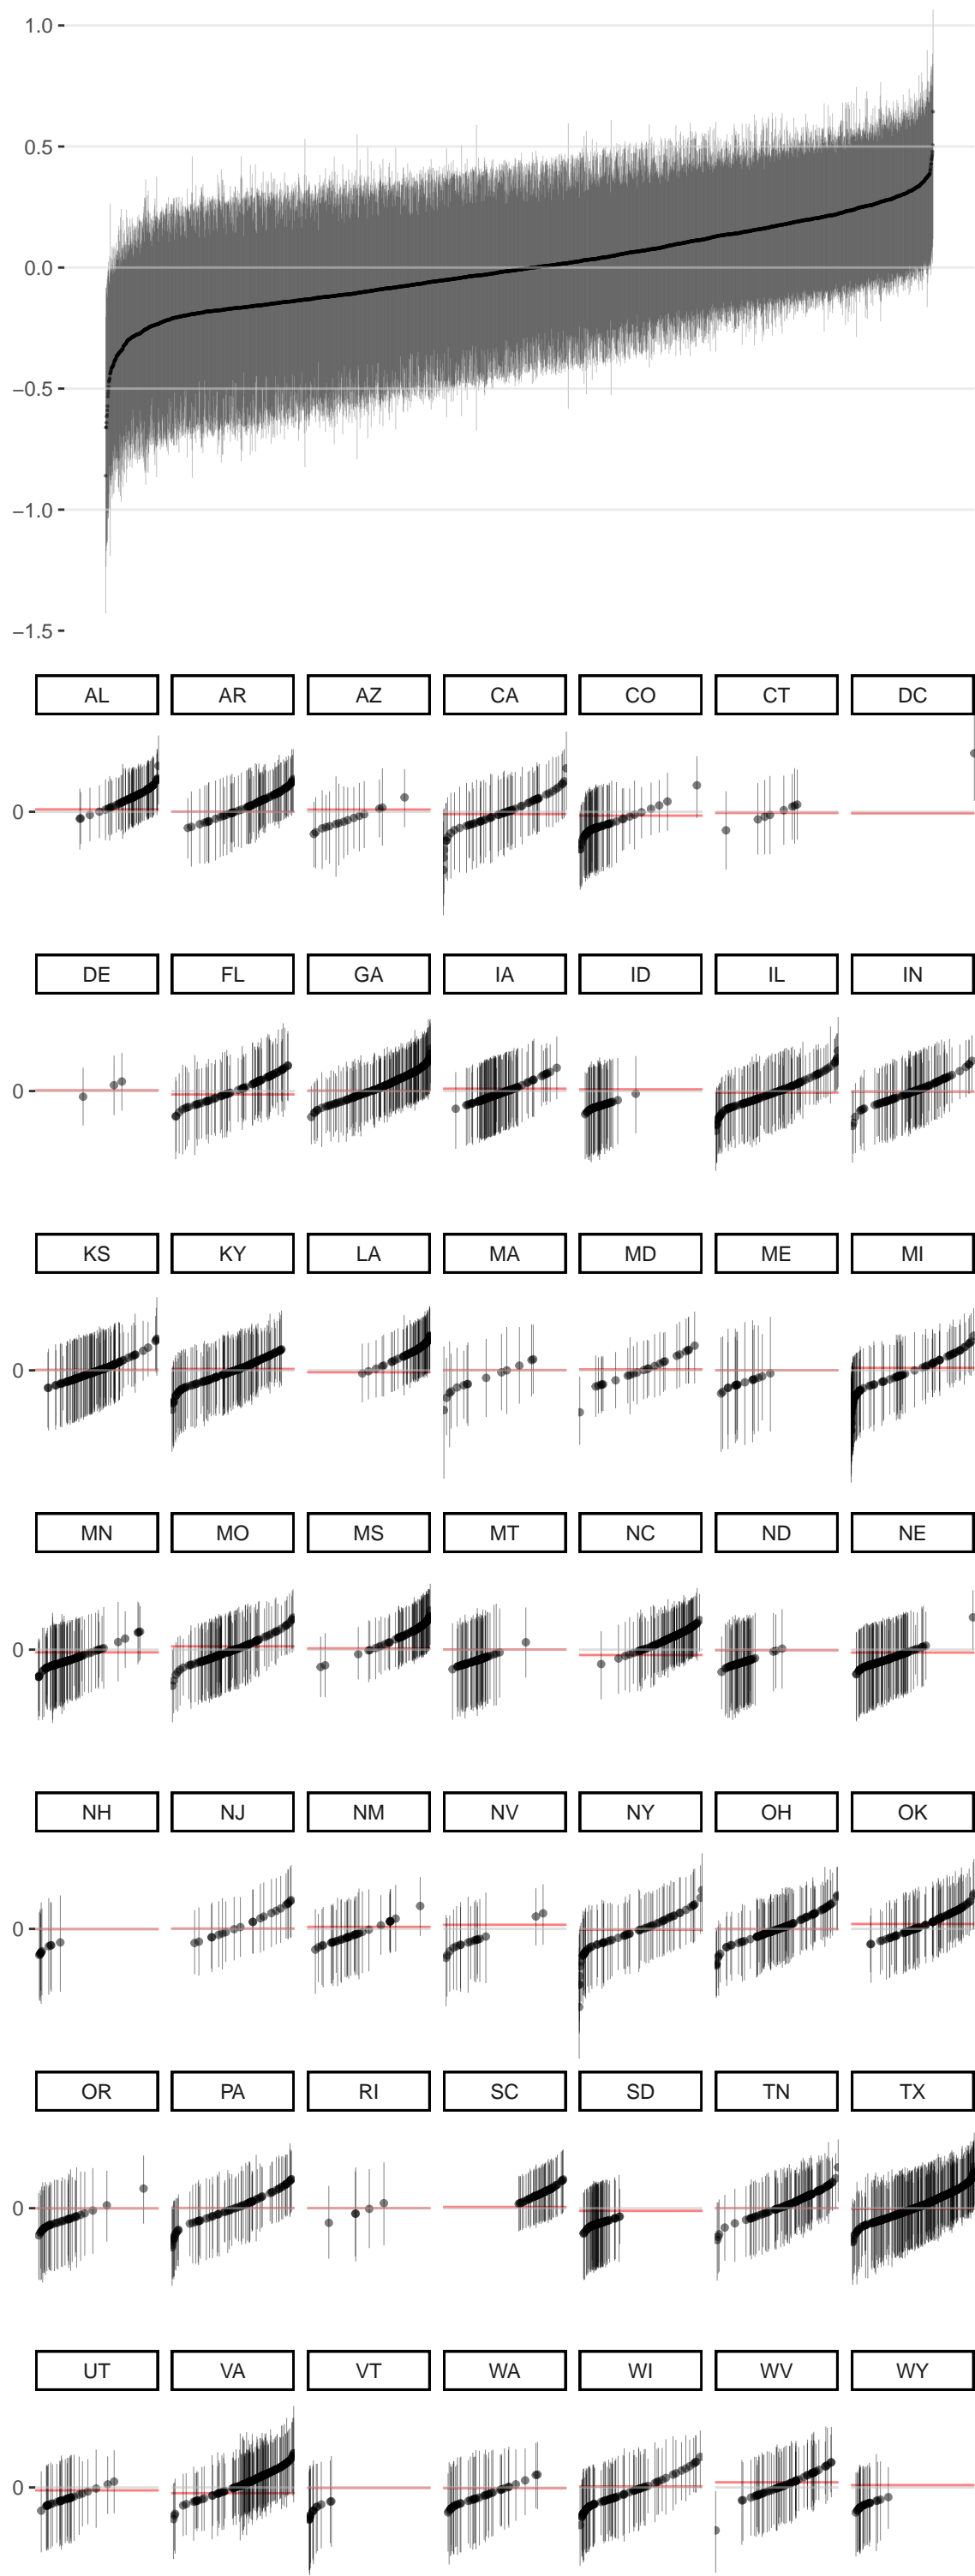 1.0
0.5
0.0
−0.5
−1.0
−1.5
AL AR AZ CA CO CT DC
0
DE FL GA IA ID IL IN
0
KS KY LA MA MD ME MI
0
MN MO MS MT NC ND NE
0
NH NJ NM NV NY OH OK
0
OR PA RI SC SD TN TX
0
UT VA VT WA WI WV WY
0